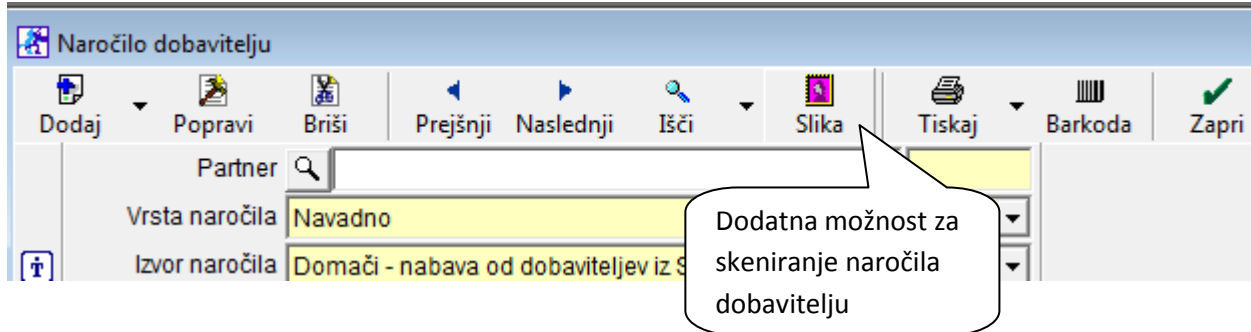 Naročilo dobavitelju
Dodaj Popravi Briši Prejšnji Naslednji Išči Slika Tiskaj Barkoda Zapri
Partner
Vrsta naročila Navadno
Izvor naročila Domači - nabava od dobaviteljev iz S
Dodatna možnost za
skeniranje naročila
dobavitelju